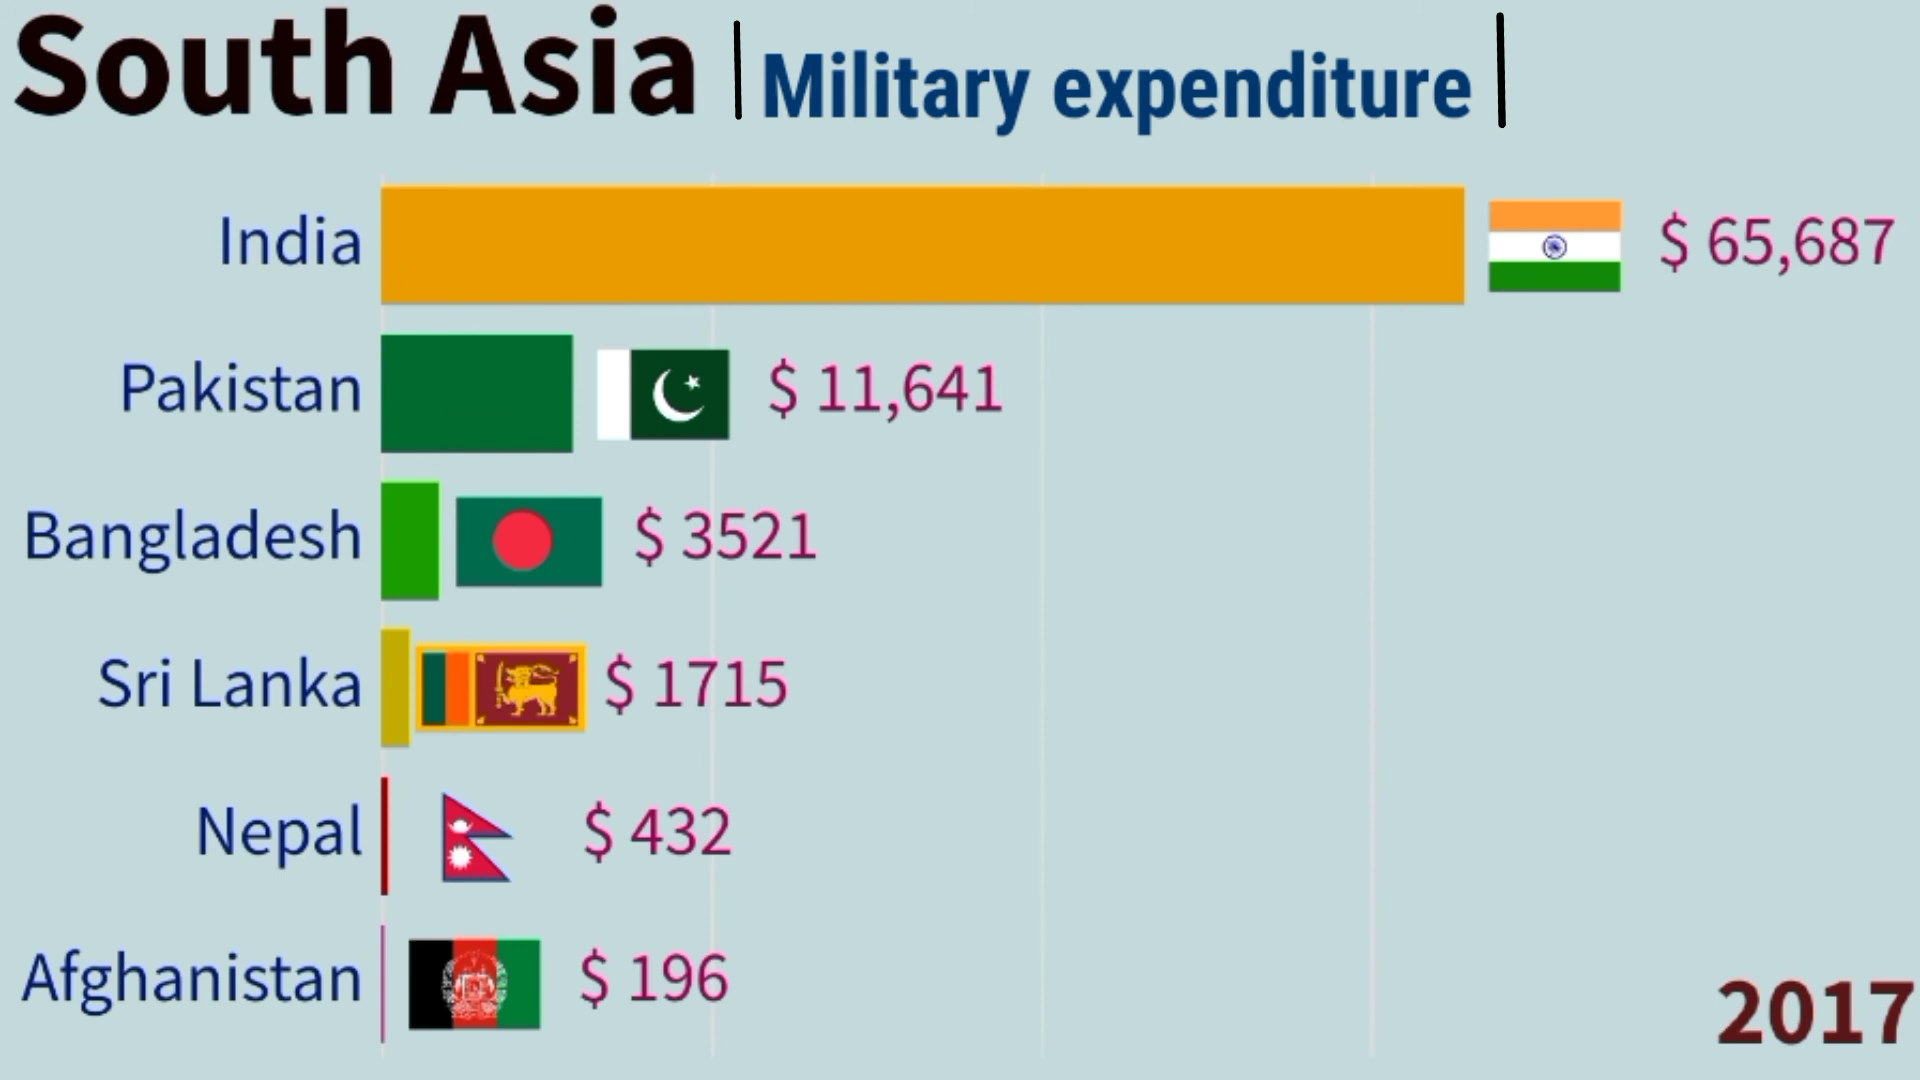 South Asia | Military expenditure |
India $ 65,687
Pakistan $ 11,641
Bangladesh $ 3521
Sri Lanka $ 1715
Nepal $ 432
Afghanistan $ 196
2017